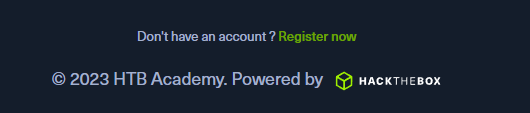 Don't have an account ? Register now
© 2023 HTB Academy. Powered by HACKTHEBOX